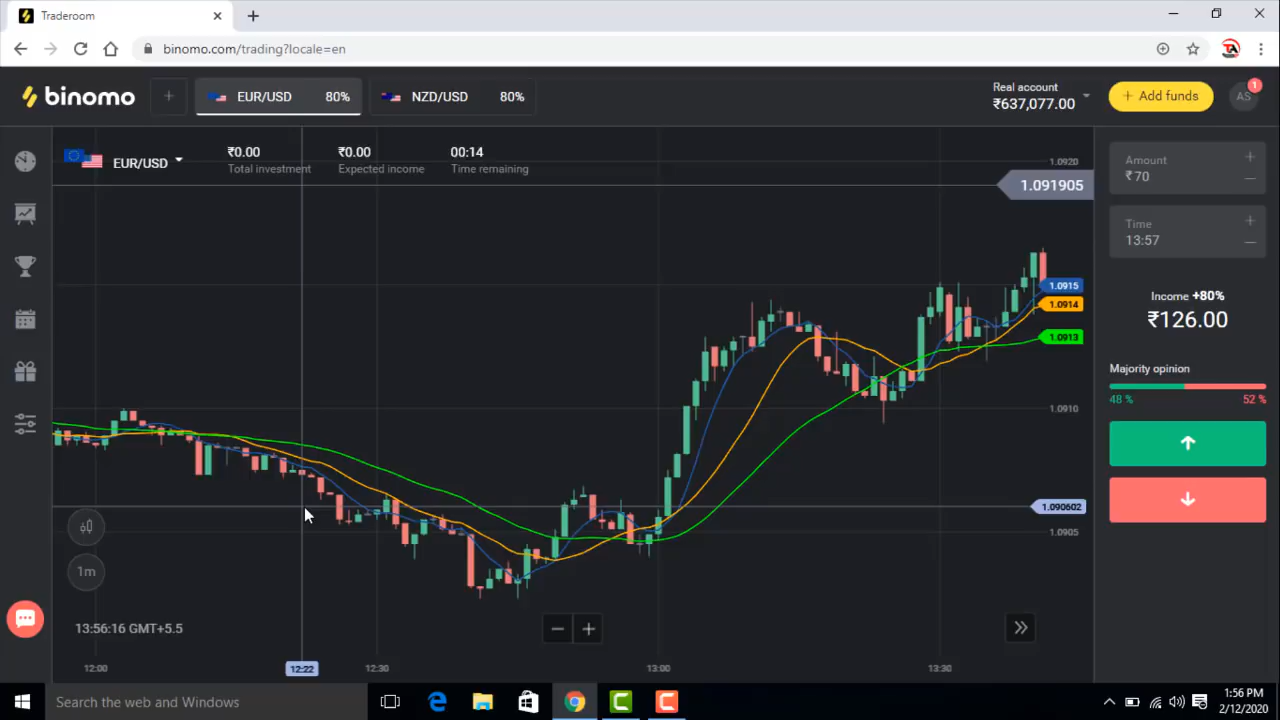 Traderoom
binomo.com/trading?locale=en
binomo
EUR/USD 80%
NZD/USD 80%
Real account
₹637,077.00
+ Add funds
AS
1
EUR/USD
₹0.00
Total investment
₹0.00
Expected income
00:14
Time remaining
1.0920
1.091905
1.0915
1.0914
1.0913
1.0910
1.090602
1.0905
Amount
₹70
Time
13:57
Income +80%
₹126.00
Majority opinion
48 % 52 %
1m
13:56:16 GMT+5.5
12:00 12:22 12:30 13:00 13:30
Search the web and Windows
1:56 PM
2/12/2020